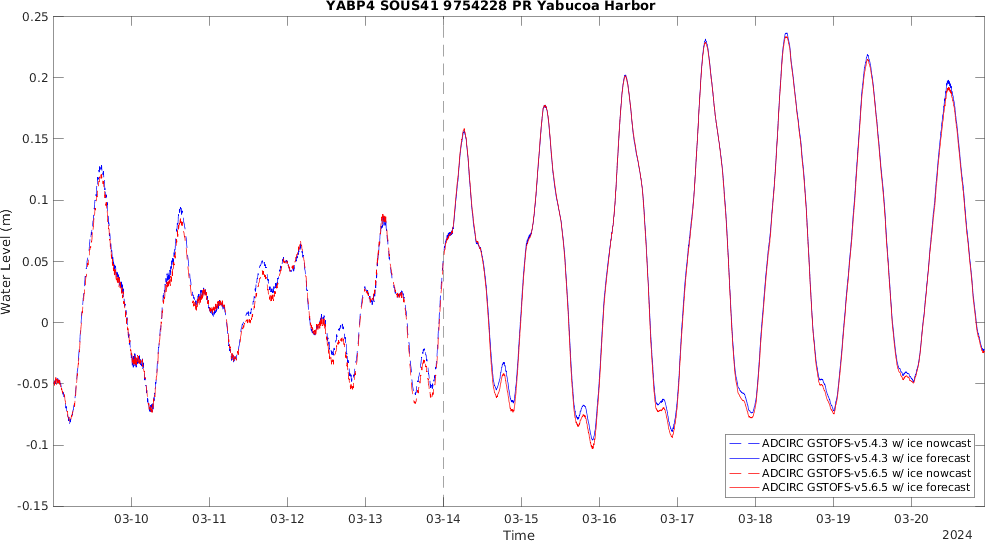 YABP4 SOUS41 9754228 PR Yabucoa Harbor
0.25
0.2
0.15
0.1
0.05
0
-0.05
-0.1
-0.15
Water Level (m)
03-10 03-11 03-12 03-13 03-14 03-15 03-16 03-17 03-18 03-19 03-20
Time
2024
ADCIRC GSTOFS-v5.4.3 w/ ice nowcast
ADCIRC GSTOFS-v5.4.3 w/ ice forecast
ADCIRC GSTOFS-v5.6.5 w/ ice nowcast
ADCIRC GSTOFS-v5.6.5 w/ ice forecast